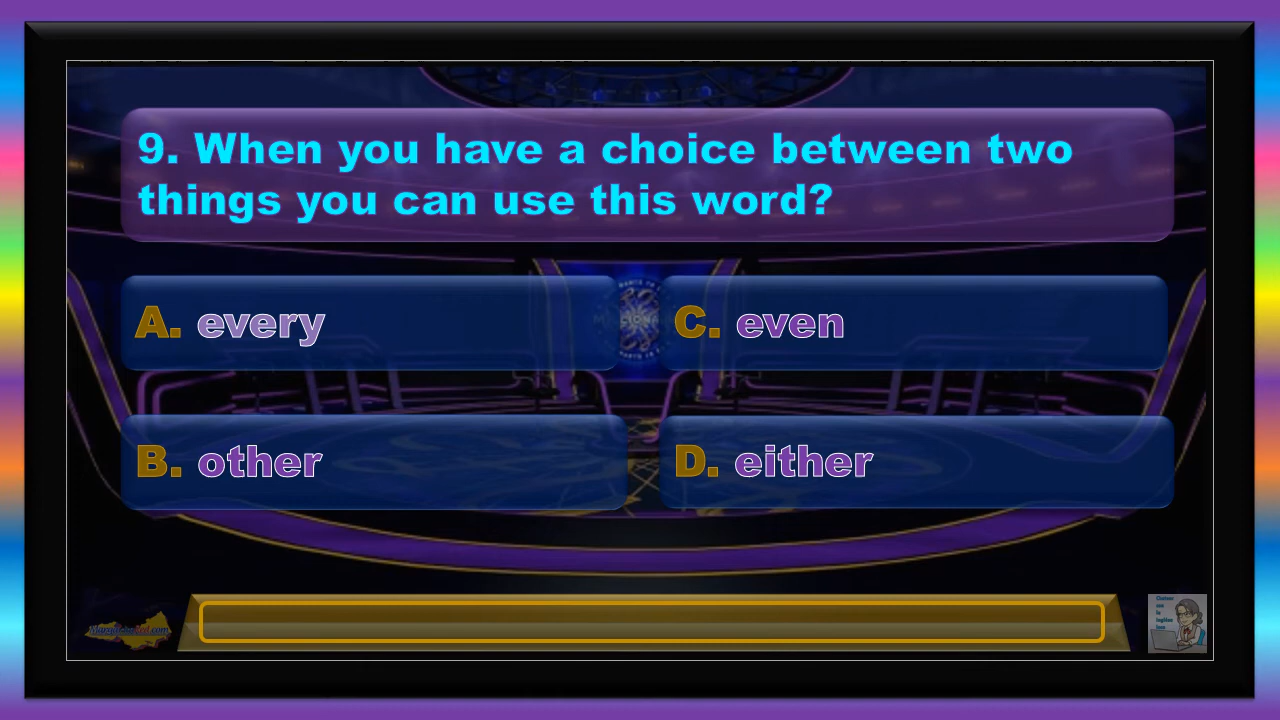 9. When you have a choice between two
things you can use this word?
A. every
C. even
B. other
D. either